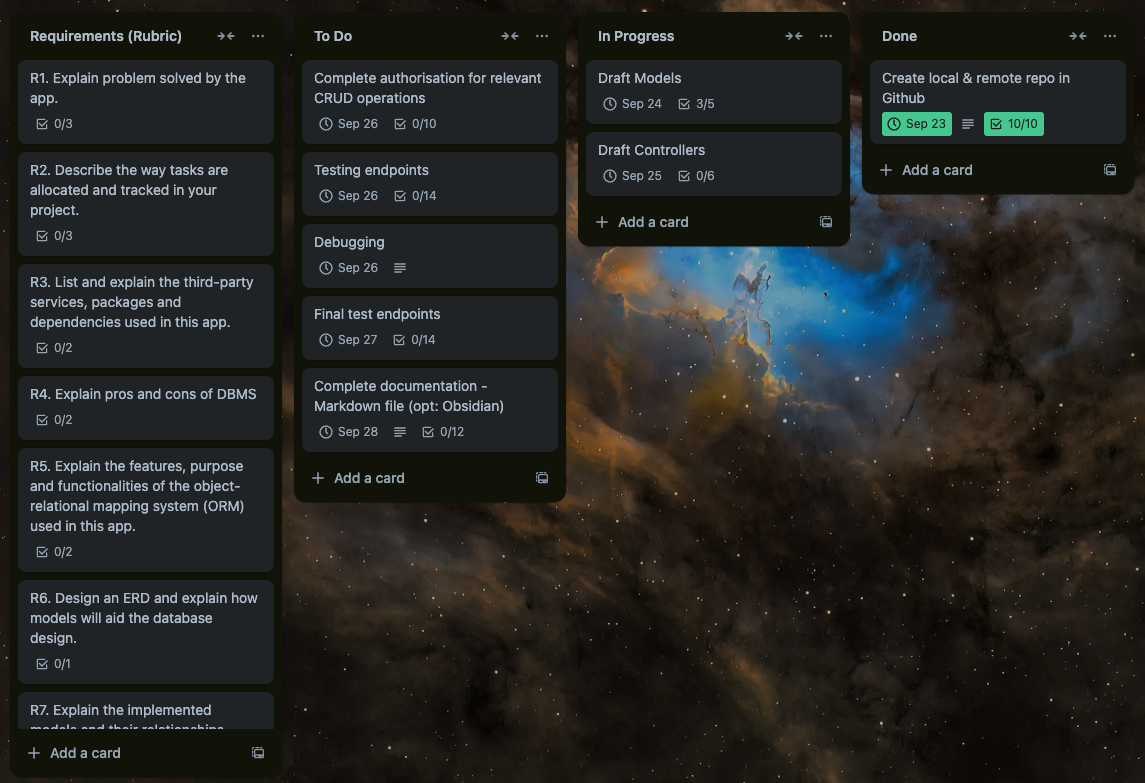 Requirements (Rubric)
R1. Explain problem solved by the
app.
0/3
R2. Describe the way tasks are
allocated and tracked in your
project.
0/3
R3. List and explain the third-party
services, packages and
dependencies used in this app.
0/2
R4. Explain pros and cons of DBMS
0/2
R5. Explain the features, purpose
and functionalities of the object-
relational mapping system (ORM)
used in this app.
0/2
R6. Design an ERD and explain how
models will aid the database
design.
0/1
R7. Explain the implemented
models and their relationships
Add a card
To Do
Complete authorisation for relevant
CRUD operations
Sep 26 0/10
Testing endpoints
Sep 26 0/14
Debugging
Sep 26
Final test endpoints
Sep 27 0/14
Complete documentation -
Markdown file (opt: Obsidian)
Sep 28 0/12
Add a card
In Progress
Draft Models
Sep 24 3/5
Draft Controllers
Sep 25 0/6
Add a card
Done
Create local & remote repo in
Github
Sep 23 10/10
Add a card